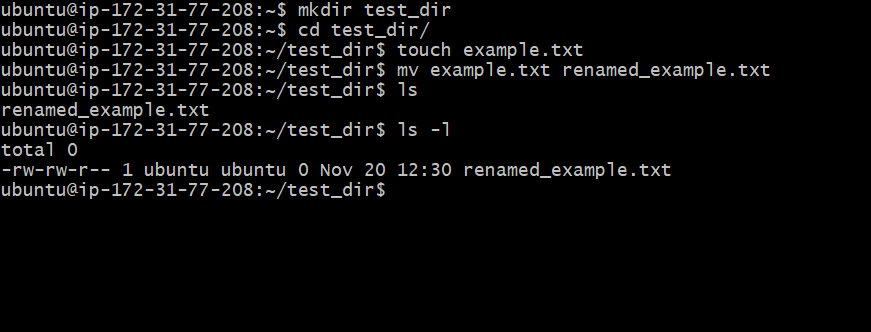 ubuntu@ip-172-31-77-208:~$ mkdir test_dir
ubuntu@ip-172-31-77-208:~$ cd test_dir/
ubuntu@ip-172-31-77-208:~/test_dir$ touch example.txt
ubuntu@ip-172-31-77-208:~/test_dir$ mv example.txt renamed_example.txt
ubuntu@ip-172-31-77-208:~/test_dir$ ls
renamed_example.txt
ubuntu@ip-172-31-77-208:~/test_dir$ ls -l
total 0
-rw-rw-r-- 1 ubuntu ubuntu 0 Nov 20 12:30 renamed_example.txt
ubuntu@ip-172-31-77-208:~/test_dir$